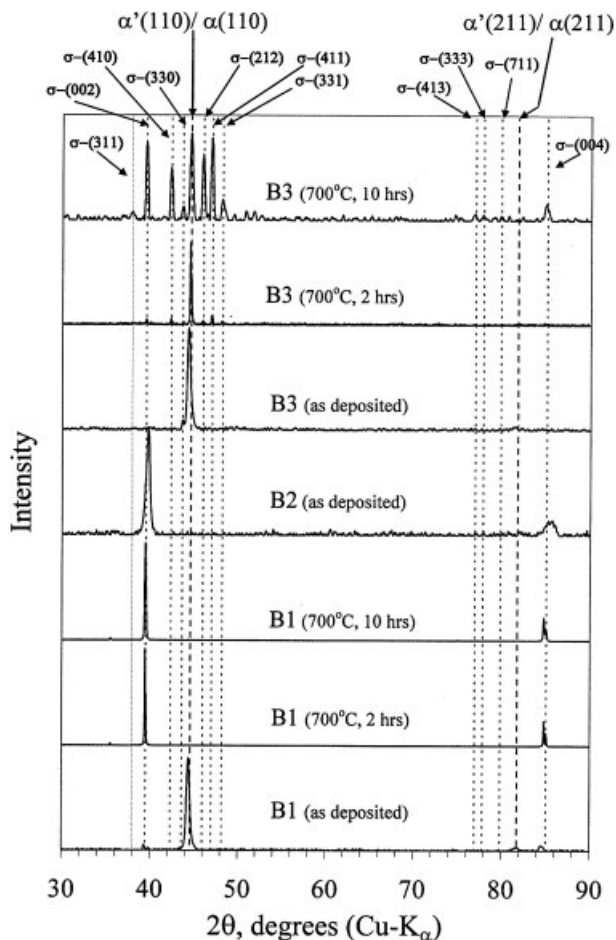 α'(110)/ α(110)
α'(211)/ α(211)
σ–(410)
σ–(330)
σ–(212)
σ–(411)
σ–(333)
σ–(711)
σ–(002)
σ–(331)
σ–(413)
σ–(311)
σ–(004)
B3 (700°C, 10 hrs)
B3 (700°C, 2 hrs)
B3 (as deposited)
B2 (as deposited)
B1 (700°C, 10 hrs)
B1 (700°C, 2 hrs)
B1 (as deposited)
Intensity
30 40 50 60 70 80 90
2θ, degrees (Cu-Kα)